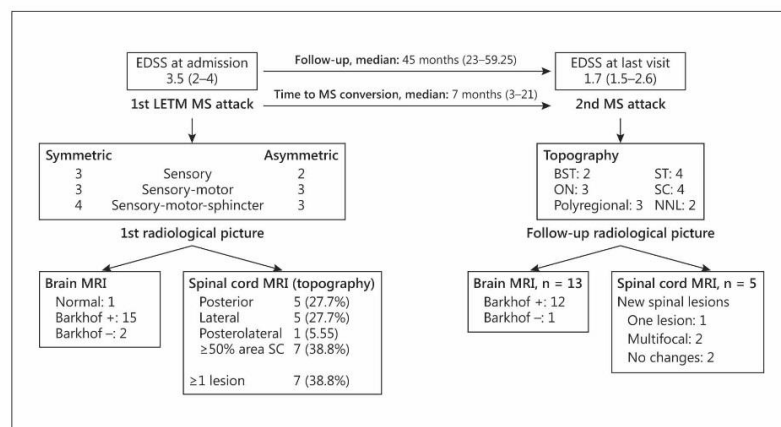 EDSS at admission
3.5 (2–4)
Follow-up, median: 45 months (23–59.25)
EDSS at last visit
1.7 (1.5–2.6)
1st LETM MS attack
Time to MS conversion, median: 7 months (3–21)
2nd MS attack
Symmetric Asymmetric
3 Sensory 2
3 Sensory-motor 3
4 Sensory-motor-sphincter 3
Topography
BST: 2 ST: 4
ON: 3 SC: 4
Polyregional: 3 NNL: 2
1st radiological picture
Follow-up radiological picture
Brain MRI
Normal: 1
Barkhof +: 15
Barkhof –: 2
Spinal cord MRI (topography)
Posterior 5 (27.7%)
Lateral 5 (27.7%)
Posterolateral 1 (5.55)
≥50% area SC 7 (38.8%)
≥1 lesion 7 (38.8%)
Brain MRI, n = 13
Barkhof +: 12
Barkhof –: 1
Spinal cord MRI, n = 5
New spinal lesions
One lesion: 1
Multifocal: 2
No changes: 2